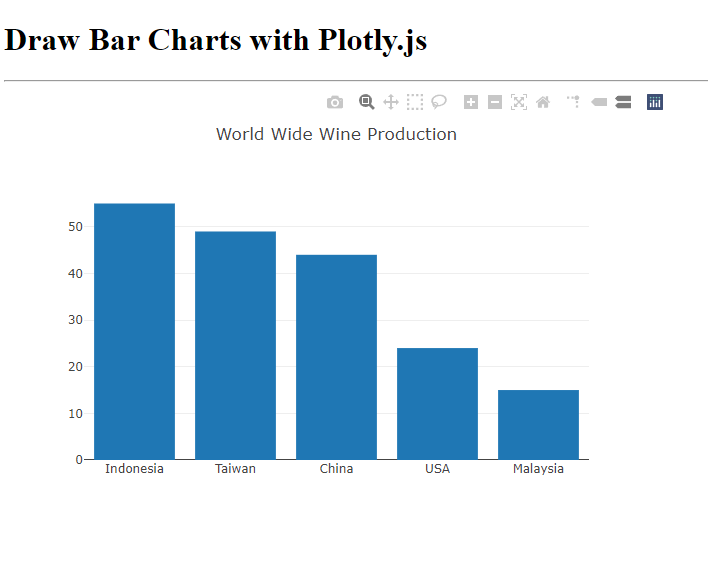 Draw Bar Charts with Plotly.js
World Wide Wine Production
50
40
30
20
10
0
Indonesia Taiwan China USA Malaysia